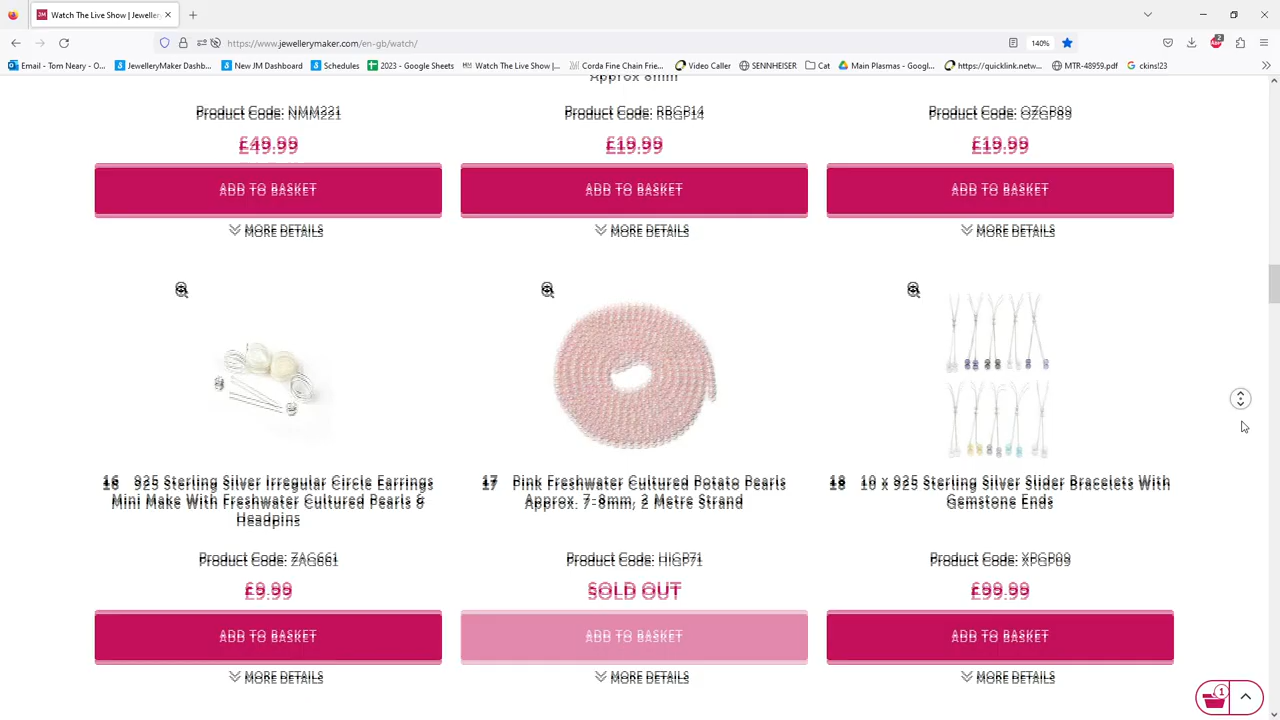 Watch The Live Show | Jeweller
https://www.jewellerymaker.com/en-gb/watch/
140%
2
Email - Tom Neary - O...
JewelleryMaker Dashb...
New JM Dashboard
Schedules
2023 - Google Sheets
Watch The Live Show |...
Corda Fine Chain Frie...
Video Caller
SENNHEISER
Cat
Main Plasmas - Googl...
https://quicklink.netw...
MTR-48959.pdf
ckins!23
Approx 8mm
Product Code: NMM221
Product Code: RBGP14
Product Code: OZGP89
£49.99
£19.99
£19.99
ADD TO BASKET
ADD TO BASKET
ADD TO BASKET
MORE DETAILS
MORE DETAILS
MORE DETAILS
16 925 Sterling Silver Irregular Circle Earrings
Mini Make With Freshwater Cultured Pearls &
Headpins
17 Pink Freshwater Cultured Potato Pearls
Approx. 7-8mm, 2 Metre Strand
18 10 x 925 Sterling Silver Slider Bracelets With
Gemstone Ends
Product Code: ZAG661
Product Code: HIGP71
Product Code: XPGP09
£9.99
SOLD OUT
£99.99
ADD TO BASKET
ADD TO BASKET
ADD TO BASKET
MORE DETAILS
MORE DETAILS
MORE DETAILS
1